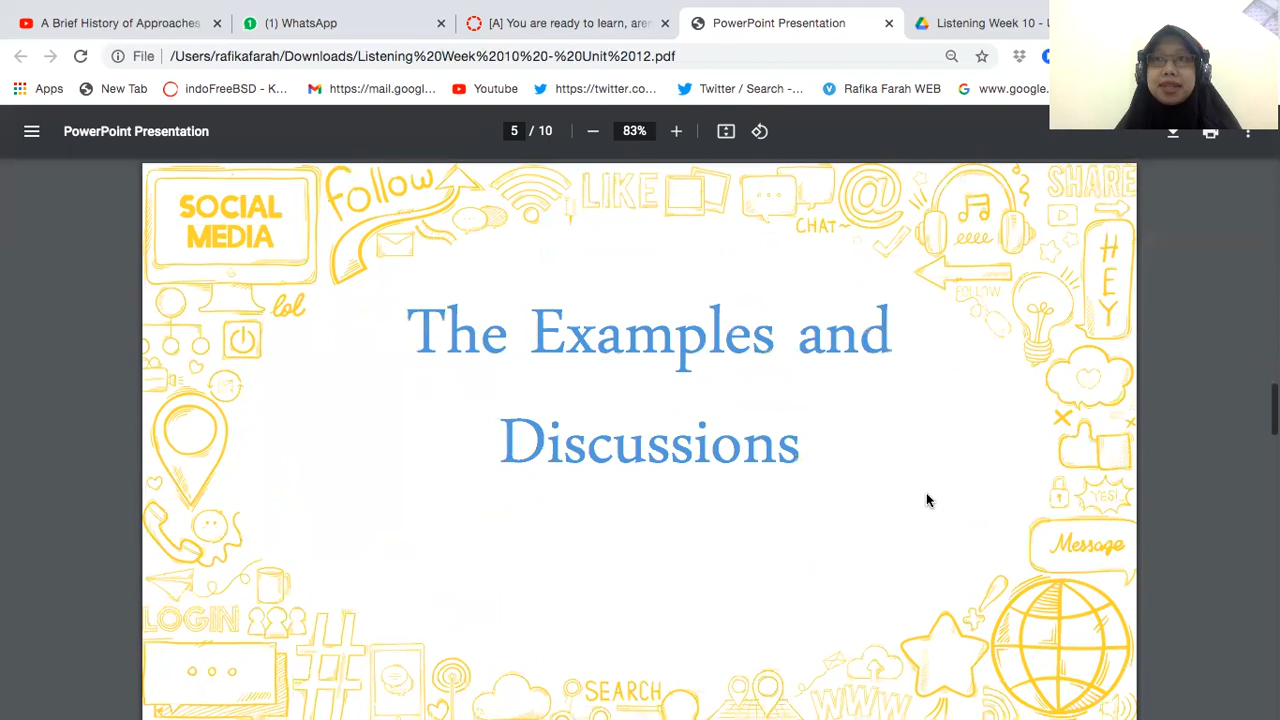 A Brief History of Approaches
(1) WhatsApp
[A] You are ready to learn, aren
PowerPoint Presentation
Listening Week 10 - U
File
/Users/rafikafarah/Downloads/Listening%20Week%2010%20-%20Unit%2012.pdf
Apps
New Tab
indoFreeBSD - K...
https://mail.googl...
Youtube
https://twitter.co...
Twitter / Search -...
Rafika Farah WEB
www.google.
PowerPoint Presentation
5 / 10
83%
SOCIAL
MEDIA
follow
LIKE
CHAT~
@
SHARE
HEY
FOLLOW
lol
The Examples and
Discussions
YES!
Message
LOGIN
#
SEARCH
WWW